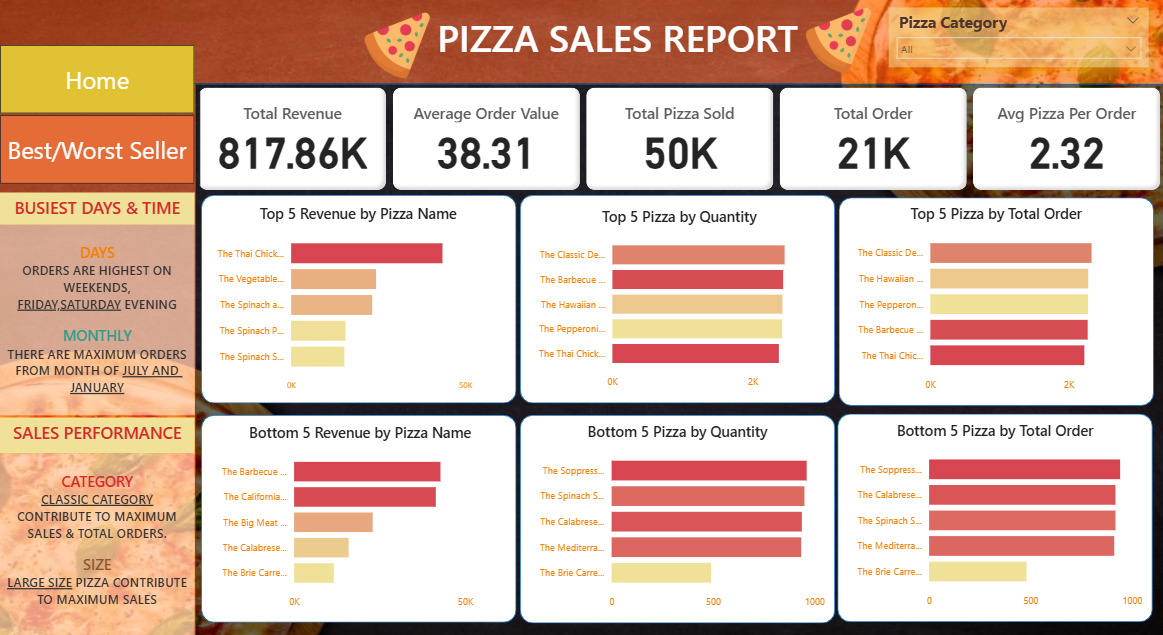 PIZZA SALES REPORT
Pizza Category
All
Home
Best/Worst Seller
Total Revenue
817.86K
Average Order Value
38.31
Total Pizza Sold
50K
Total Order
21K
Avg Pizza Per Order
2.32
BUSIEST DAYS & TIME
DAYS
ORDERS ARE HIGHEST ON
WEEKENDS,
FRIDAY,SATURDAY EVENING
MONTHLY
THERE ARE MAXIMUM ORDERS
FROM MONTH OF JULY AND
JANUARY
SALES PERFORMANCE
CATEGORY
CLASSIC CATEGORY
CONTRIBUTE TO MAXIMUM
SALES & TOTAL ORDERS.
SIZE
LARGE SIZE PIZZA CONTRIBUTE
TO MAXIMUM SALES
Top 5 Revenue by Pizza Name
The Thai Chick...
The Vegetable...
The Spinach a...
The Spinach P...
The Spinach S...
0K 50K
Top 5 Pizza by Quantity
The Classic De...
The Barbecue ...
The Hawaiian ...
The Pepperoni...
The Thai Chick...
0K 2K
Top 5 Pizza by Total Order
The Classic De...
The Hawaiian ...
The Pepperon...
The Barbecue ...
The Thai Chic...
0K 2K
Bottom 5 Revenue by Pizza Name
The Barbecue ...
The California...
The Big Meat ...
The Calabrese...
The Brie Carre...
0K 50K
Bottom 5 Pizza by Quantity
The Soppress...
The Spinach S...
The Calabrese...
The Mediterra...
The Brie Carre...
0 500 1000
Bottom 5 Pizza by Total Order
The Soppress...
The Calabrese...
The Spinach S...
The Mediterra...
The Brie Carre...
0 500 1000